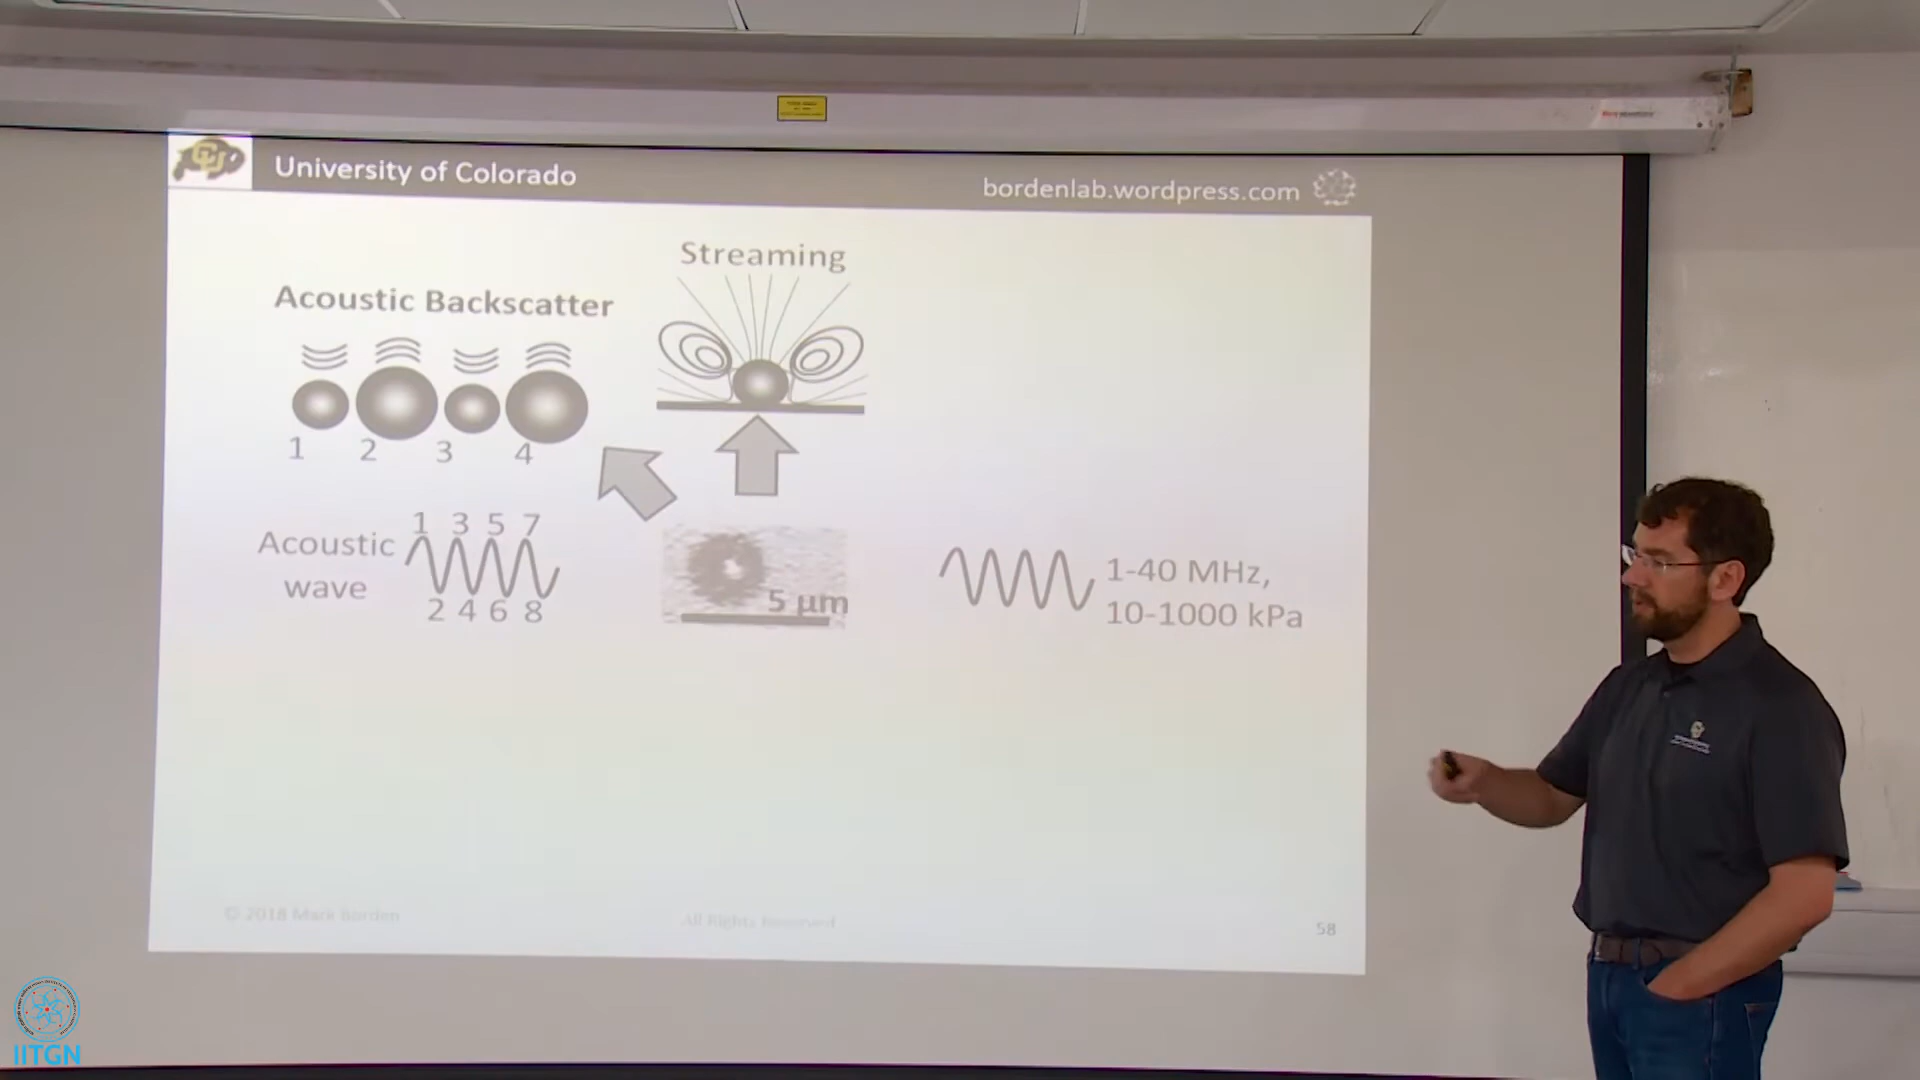 CU
University of Colorado
bordenlab.wordpress.com
Streaming
Acoustic Backscatter
1 2 3 4
Acoustic
wave
1 3 5 7
2 4 6 8
5 µm
1-40 MHz,
10-1000 kPa
© 2018 Mark Borden
All Rights Reserved
58
IITGN